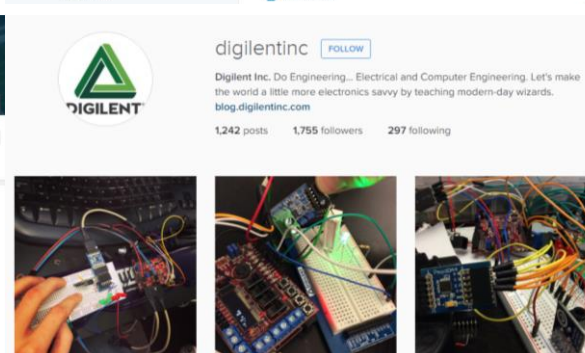 digilentinc FOLLOW
Digilent Inc. Do Engineering... Electrical and Computer Engineering. Let's make
the world a little more electronics savvy by teaching modern-day wizards.
blog.digilentinc.com
1,242 posts 1,755 followers 297 following
DIGILENT